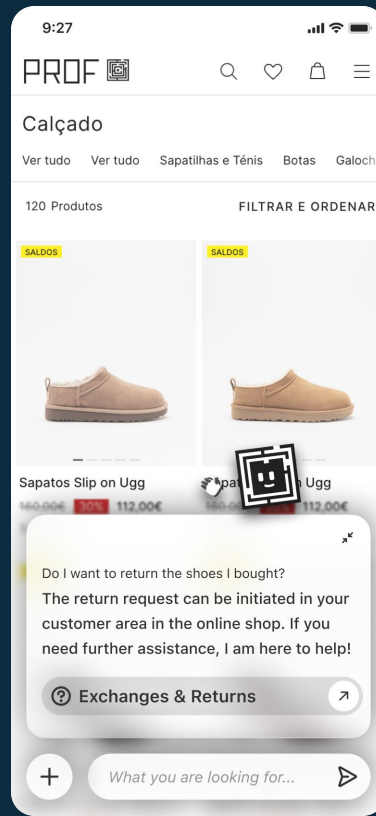 9:27
PROF
Calçado
Ver tudo Ver tudo Sapatilhas e Ténis Botas Galoch
120 Produtos FILTRAR E ORDENAR
SALDOS SALDOS
Sapatos Slip on Ugg Ugg
160,00€ 30% 112,00€ 112,00€
Do I want to return the shoes I bought?
The return request can be initiated in your
customer area in the online shop. If you
need further assistance, I am here to help!
Exchanges & Returns
What you are looking for...